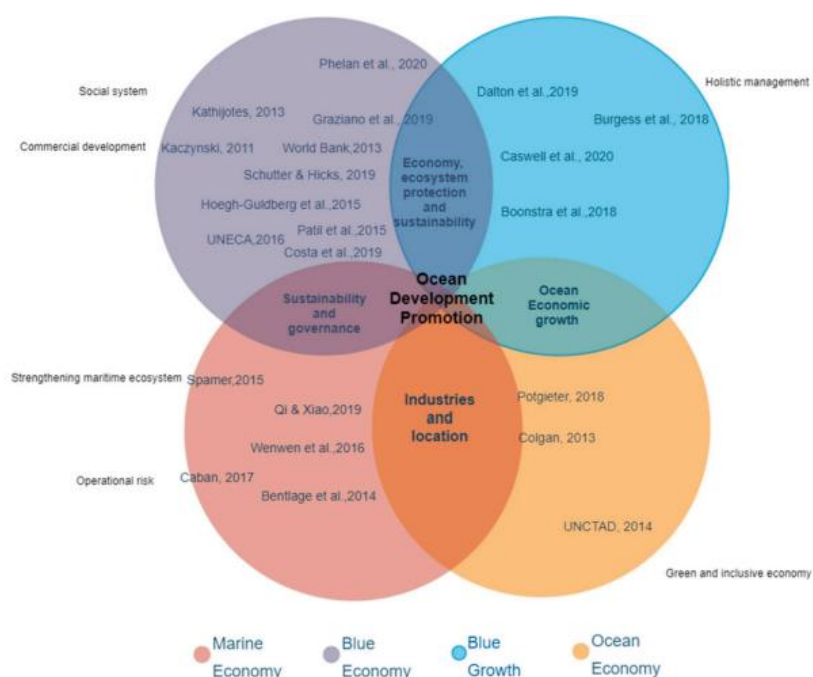 Phelan et al., 2020
Social system
Dalton et al.,2019
Holistic management
Kathijotes, 2013
Graziano et al., 2019
Burgess et al., 2018
Commercial development
Kaczynski, 2011
World Bank,2013
Caswell et al., 2020
Economy,
ecosystem
protection
and
sustainability
Schutter & Hicks, 2019
Hoegh-Guldberg et al.,2015
Boonstra et al.,2018
Patil et al.,2015
UNECA,2016
Costa et al.,2019
Ocean
Development
Promotion
Sustainability
and
governance
Ocean
Economic
growth
Strengthening maritime ecosystem
Spamer,2015
Industries
and
location
Potgieter, 2018
Qi & Xiao,2019
Colgan, 2013
Wenwen et al.,2016
Operational risk
Caban, 2017
Bentlage et al.,2014
UNCTAD, 2014
Green and inclusive economy
Marine
Economy
Blue
Economy
Blue
Growth
Ocean
Economy